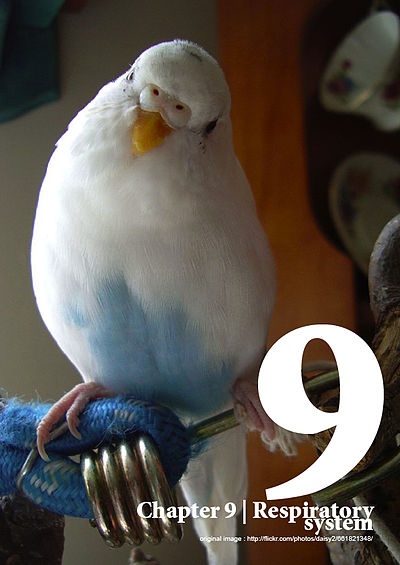 9
Chapter 9 | Respiratory
system
original image : http://flickr.com/photos/daisy2/661821348/